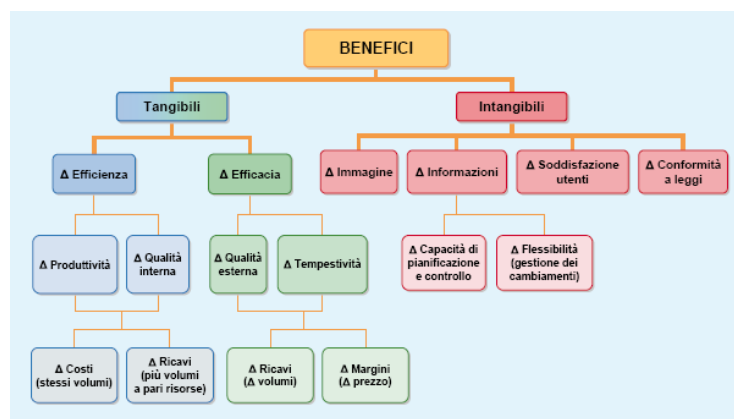 BENEFICI
Tangibili
Intangibili
Δ Efficienza
Δ Efficacia
Δ Immagine
Δ Informazioni
Δ Soddisfazione
utenti
Δ Conformità
a leggi
Δ Produttività
Δ Qualità
interna
Δ Qualità
esterna
Δ Tempestività
Δ Capacità di
pianificazione
e controllo
Δ Flessibilità
(gestione dei
cambiamenti)
Δ Costi
(stessi volumi)
Δ Ricavi
(più volumi
a pari risorse)
Δ Ricavi
(Δ volumi)
Δ Margini
(Δ prezzo)